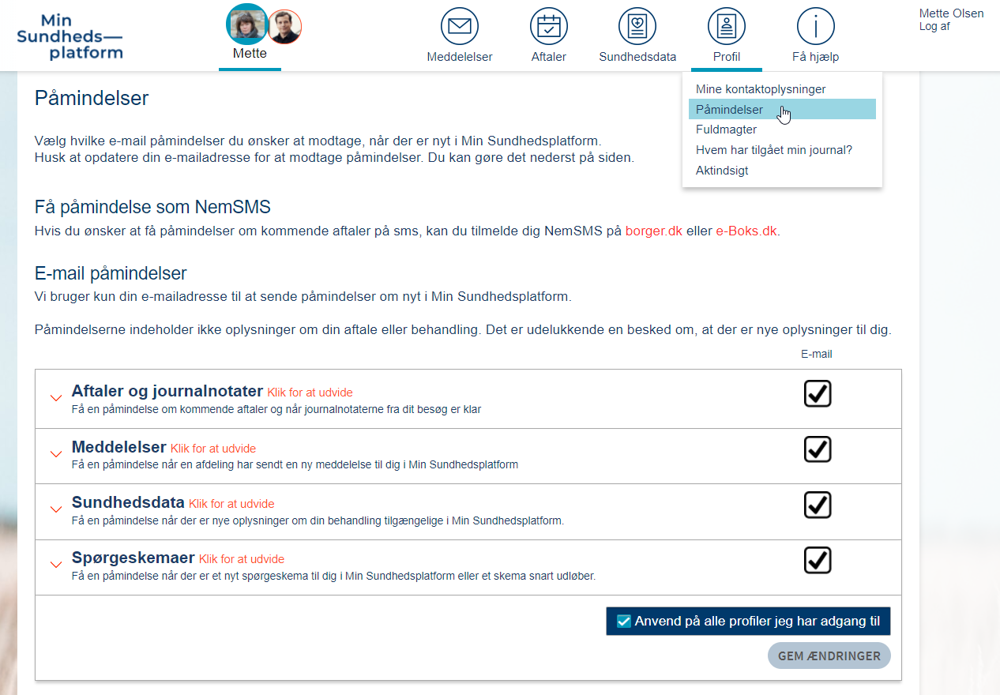 Min
Sundheds—
platform
Mette
Meddelelser
Aftaler
Sundhedsdata
Profil
Få hjælp
Mette Olsen
Log af
Mine kontaktoplysninger
Påmindelser
Fuldmagter
Hvem har tilgået min journal?
Aktindsigt
Påmindelser
Vælg hvilke e-mail påmindelser du ønsker at modtage, når der er nyt i Min Sundhedsplatform.
Husk at opdatere din e-mailadresse for at modtage påmindelser. Du kan gøre det nederst på siden.
Få påmindelse som NemSMS
Hvis du ønsker at få påmindelser om kommende aftaler på sms, kan du tilmelde dig NemSMS på borger.dk eller e-Boks.dk.
E-mail påmindelser
Vi bruger kun din e-mailadresse til at sende påmindelser om nyt i Min Sundhedsplatform.
Påmindelserne indeholder ikke oplysninger om din aftale eller behandling. Det er udelukkende en besked om, at der er nye oplysninger til dig.
E-mail
Aftaler og journalnotater Klik for at udvide
Få en påmindelse om kommende aftaler og når journalnotaterne fra dit besøg er klar
Meddelelser Klik for at udvide
Få en påmindelse når en afdeling har sendt en ny meddelelse til dig i Min Sundhedsplatform
Sundhedsdata Klik for at udvide
Få en påmindelse når der er nye oplysninger om din behandling tilgængelige i Min Sundhedsplatform.
Spørgeskemaer Klik for at udvide
Få en påmindelse når der er et nyt spørgeskema til dig i Min Sundhedsplatform eller et skema snart udløber.
Anvend på alle profiler jeg har adgang til
GEM ÆNDRINGER